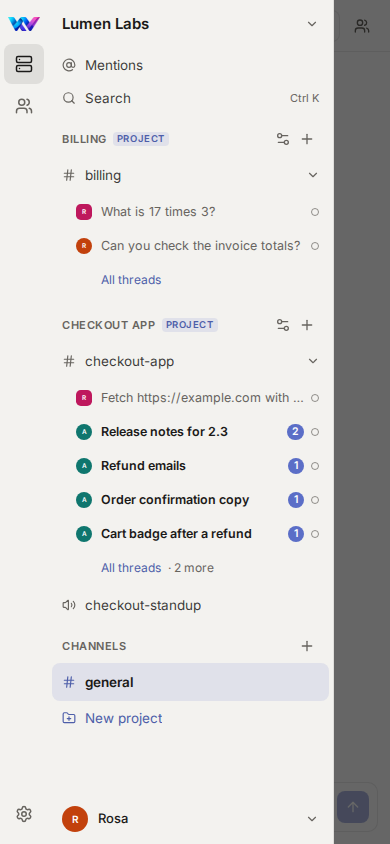 Lumen Labs
Mentions
Search Ctrl K
BILLING PROJECT
# billing
R What is 17 times 3?
R Can you check the invoice totals?
All threads
CHECKOUT APP PROJECT
# checkout-app
R Fetch https://example.com with ...
A Release notes for 2.3 2
A Refund emails 1
A Order confirmation copy 1
A Cart badge after a refund 1
All threads · 2 more
checkout-standup
CHANNELS
# general
New project
R Rosa